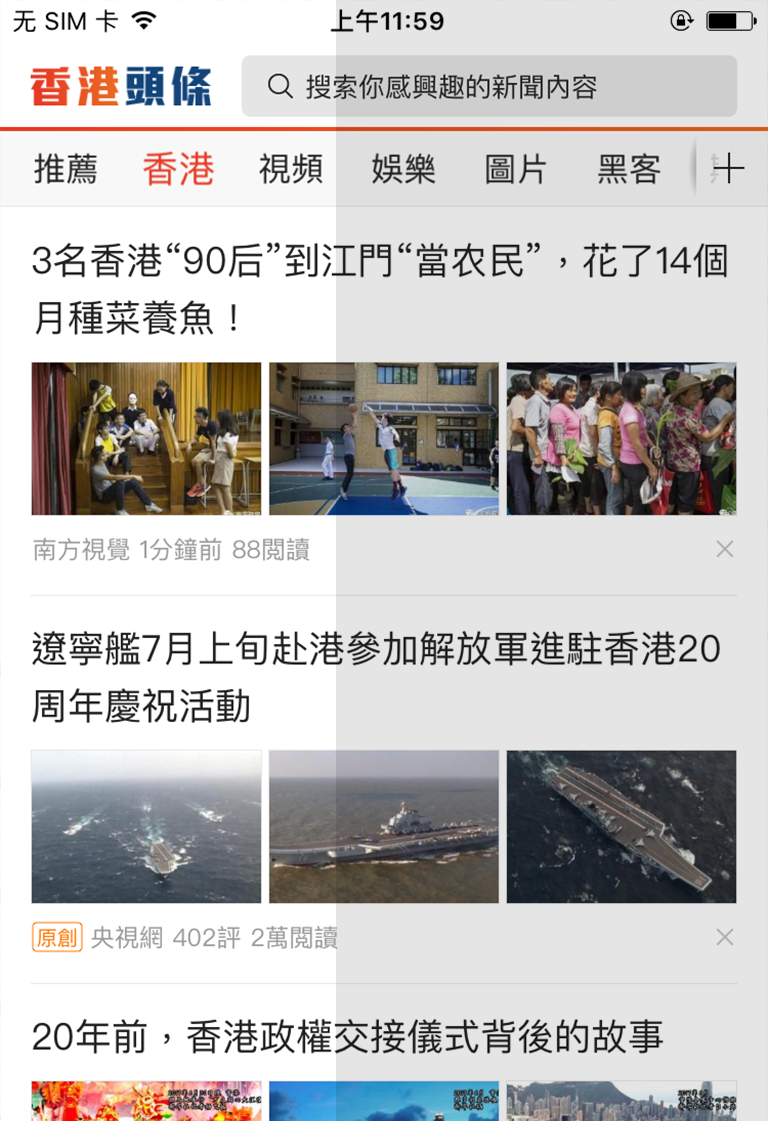 无 SIM 卡 上午11:59
香港頭條 搜索你感興趣的新聞內容
推薦 香港 視頻 娛樂 圖片 黑客
3名香港“90后”到江門“當农民”，花了14個
月種菜養魚！
南方視覺 1分鐘前 88閲讀
遼寧艦7月上旬赴港參加解放軍進駐香港20
周年慶祝活動
原創 央視網 402評 2萬閲讀
20年前，香港政權交接儀式背後的故事